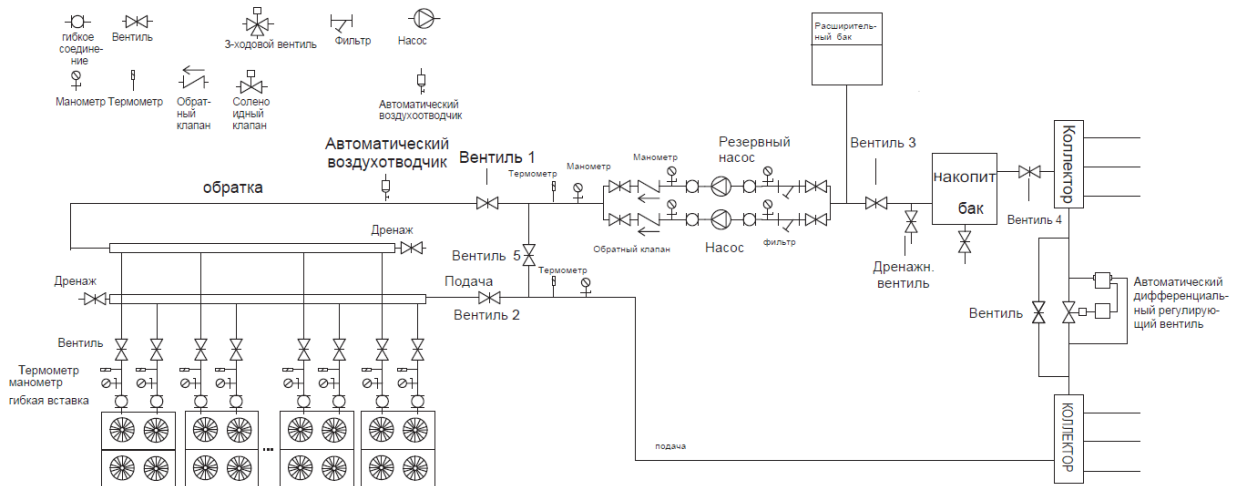 гибкое
соедине-
ние
Вентиль
3-ходовой вентиль
Фильтр
Насос
Манометр
Термометр
Обрат-
ный
клапан
Солено
идный
клапан
Автоматический
воздухоотводчик
Расширитель-
ный бак
Автоматический
воздухотводчик
Вентиль 1
Термометр
Манометр
Манометр
Резервный
насос
Вентиль 3
накопит
бак
Вентиль 4
Коллектор
обратка
Дренаж
Вентиль 5
Обратный клапан
Насос
фильтр
Дренажн.
вентиль
Дренаж
Подача
Термометр
Вентиль 2
Вентиль
Автоматический
дифференциаль-
ный регулирую-
щий вентиль
Вентиль
Термометр
манометр
гибкая вставка
...
подача
КОЛЛЕКТОР